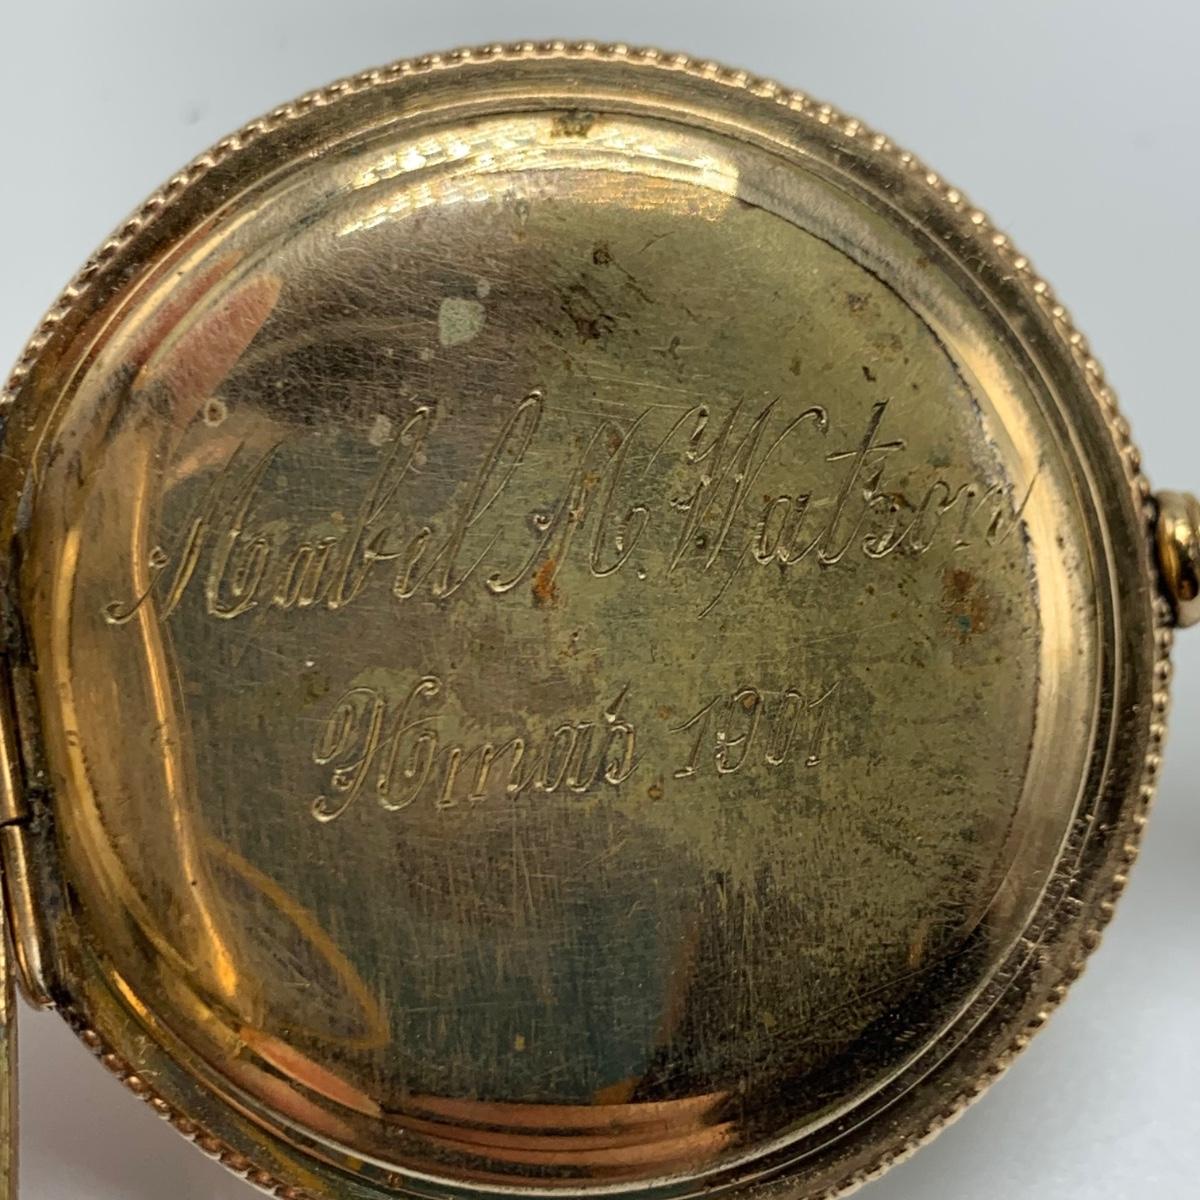 Mabel N. Watson
Xmas 1901